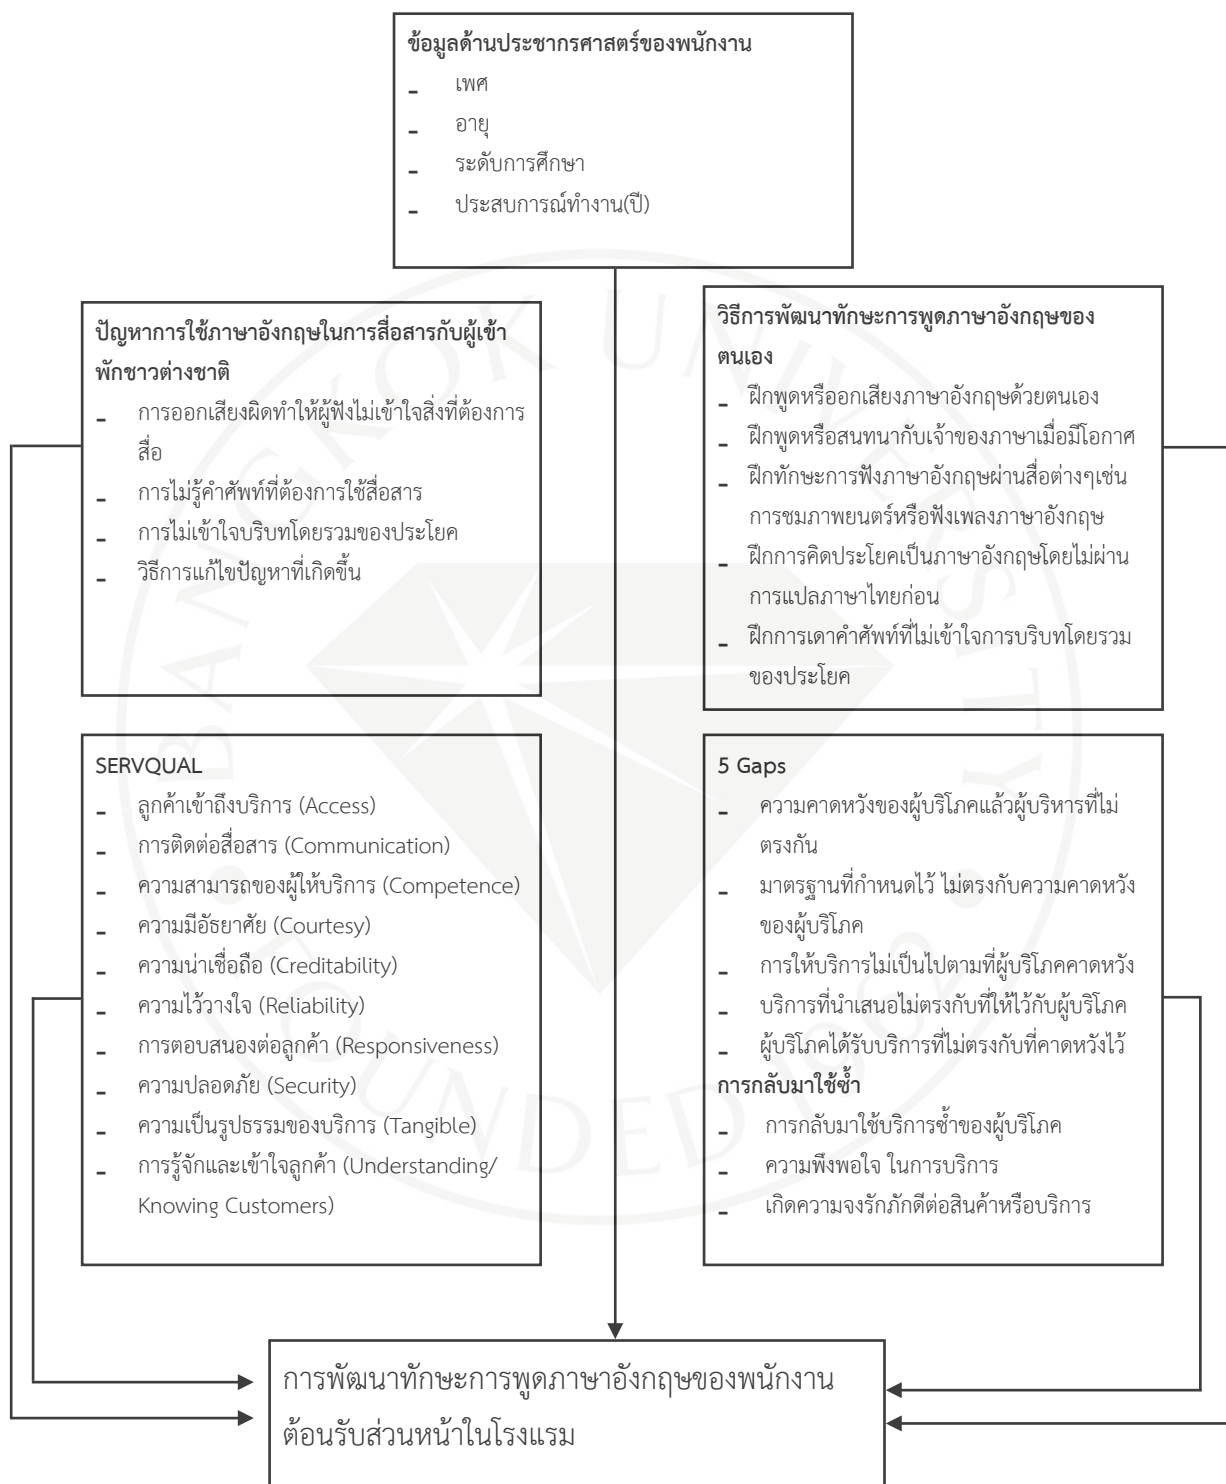 ข้อมูลด้านประชากรศาสตร์ของพนักงาน
- เพศ
- อายุ
- ระดับการศึกษา
- ประสบการณ์ทำงาน(ปี)
ปัญหาการใช้ภาษาอังกฤษในการสื่อสารกับผู้เข้า
พักชาวต่างชาติ
- การออกเสียงผิดทำให้ผู้ฟังไม่เข้าใจสิ่งที่ต้องการ
สื่อ
- การไม่รู้คำศัพท์ที่ต้องการใช้สื่อสาร
- การไม่เข้าใจบริบทโดยรวมของประโยค
- วิธีการแก้ไขปัญหาที่เกิดขึ้น
วิธีการพัฒนาทักษะการพูดภาษาอังกฤษของ
ตนเอง
- ฝึกพูดหรือออกเสียงภาษาอังกฤษด้วยตนเอง
- ฝึกพูดหรือสนทนากับเจ้าของภาษาเมื่อมีโอกาศ
- ฝึกทักษะการฟังภาษาอังกฤษผ่านสื่อต่างๆเช่น
การชมภาพยนตร์หรือฟังเพลงภาษาอังกฤษ
- ฝึกการคิดประโยคเป็นภาษาอังกฤษโดยไม่ผ่าน
การแปลภาษาไทยก่อน
- ฝึกการเดาคำศัพท์ที่ไม่เข้าใจการบริบทโดยรวม
ของประโยค
SERVQUAL
- ลูกค้าเข้าถึงบริการ (Access)
- การติดต่อสื่อสาร (Communication)
- ความสามารถของผู้ให้บริการ (Competence)
- ความมีอัธยาศัย (Courtesy)
- ความน่าเชื่อถือ (Creditability)
- ความไว้วางใจ (Reliability)
- การตอบสนองต่อลูกค้า (Responsiveness)
- ความปลอดภัย (Security)
- ความเป็นรูปธรรมของบริการ (Tangible)
- การรู้จักและเข้าใจลูกค้า (Understanding/
Knowing Customers)
5 Gaps
- ความคาดหวังของผู้บริโภคแล้วผู้บริหารที่ไม่
ตรงกัน
- มาตรฐานที่กำหนดไว้ ไม่ตรงกับความคาดหวัง
ของผู้บริโภค
- การให้บริการไม่เป็นไปตามที่ผู้บริโภคคาดหวัง
- บริการที่นำเสนอไม่ตรงกับที่ให้ไว้กับผู้บริโภค
- ผู้บริโภคได้รับบริการที่ไม่ตรงกับที่คาดหวังไว้
การกลับมาใช้ซ้ำ
- การกลับมาใช้บริการซ้ำของผู้บริโภค
- ความพึงพอใจ ในการบริการ
- เกิดความจงรักภักดีต่อสินค้าหรือบริการ
การพัฒนาทักษะการพูดภาษาอังกฤษของพนักงาน
ต้อนรับส่วนหน้าในโรงแรม
BANGKOK UNIVERSITY
FOUNDED 1962